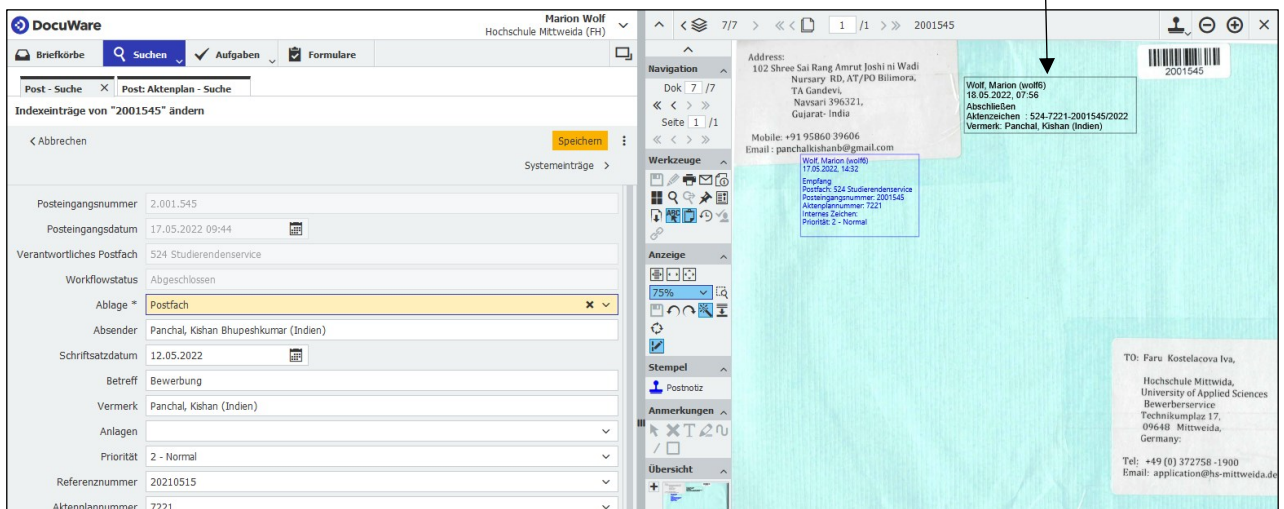 DocuWare
Marion Wolf
Hochschule Mittweida (FH)
Briefkörbe
Suchen
Aufgaben
Formulare
Post - Suche
Post: Aktenplan - Suche
Indexeinträge von "2001545" ändern
Abbrechen
Speichern
Systemeinträge
Posteingangsnummer 2.001.545
Posteingangsdatum 17.05.2022 09:44
Verantwortliches Postfach 524 Studierendenservice
Workflowstatus Abgeschlossen
Ablage * Postfach
Absender Panchal, Kishan Bhupeshkumar (Indien)
Schriftsatzdatum 12.05.2022
Betreff Bewerbung
Vermerk Panchal, Kishan (Indien)
Anlagen
Priorität 2 - Normal
Referenznummer 20210515
Aktenplannummer 7221
7/7
1 /1
2001545
Navigation
Dok 7 /7
Seite 1 /1
Werkzeuge
ABC
Anzeige
75%
Stempel
Postnotiz
Anmerkungen
Übersicht
Address:
102 Shree Sai Rang Amrut Joshi ni Wadi
Nursary RD, AT/PO Bilimora,
TA Gandevi,
Navsari 396321,
Gujarat- India
Mobile: +91 95860 39606
Email : panchalkishanb@gmail.com
2001545
Wolf, Marion (wolf6)
18.05.2022, 07:56
Abschließen
Aktenzeichen : 524-7221-2001545/2022
Vermerk: Panchal, Kishan (Indien)
Wolf, Marion (wolf6)
17.05.2022, 14:32
Empfang
Postfach: 524 Studierendenservice
Posteingangsnummer: 2001545
Aktenplannummer: 7221
Internes Zeichen:
Priorität: 2 - Normal
TO: Faru Kostelacova Iva,
Hochschule Mittwida,
University of Applied Sciences
Bewerberservice
Technikumplaz 17,
09648 Mittweida,
Germany:
Tel; +49 (0) 372758 -1900
Email: application@hs-mittweida.de